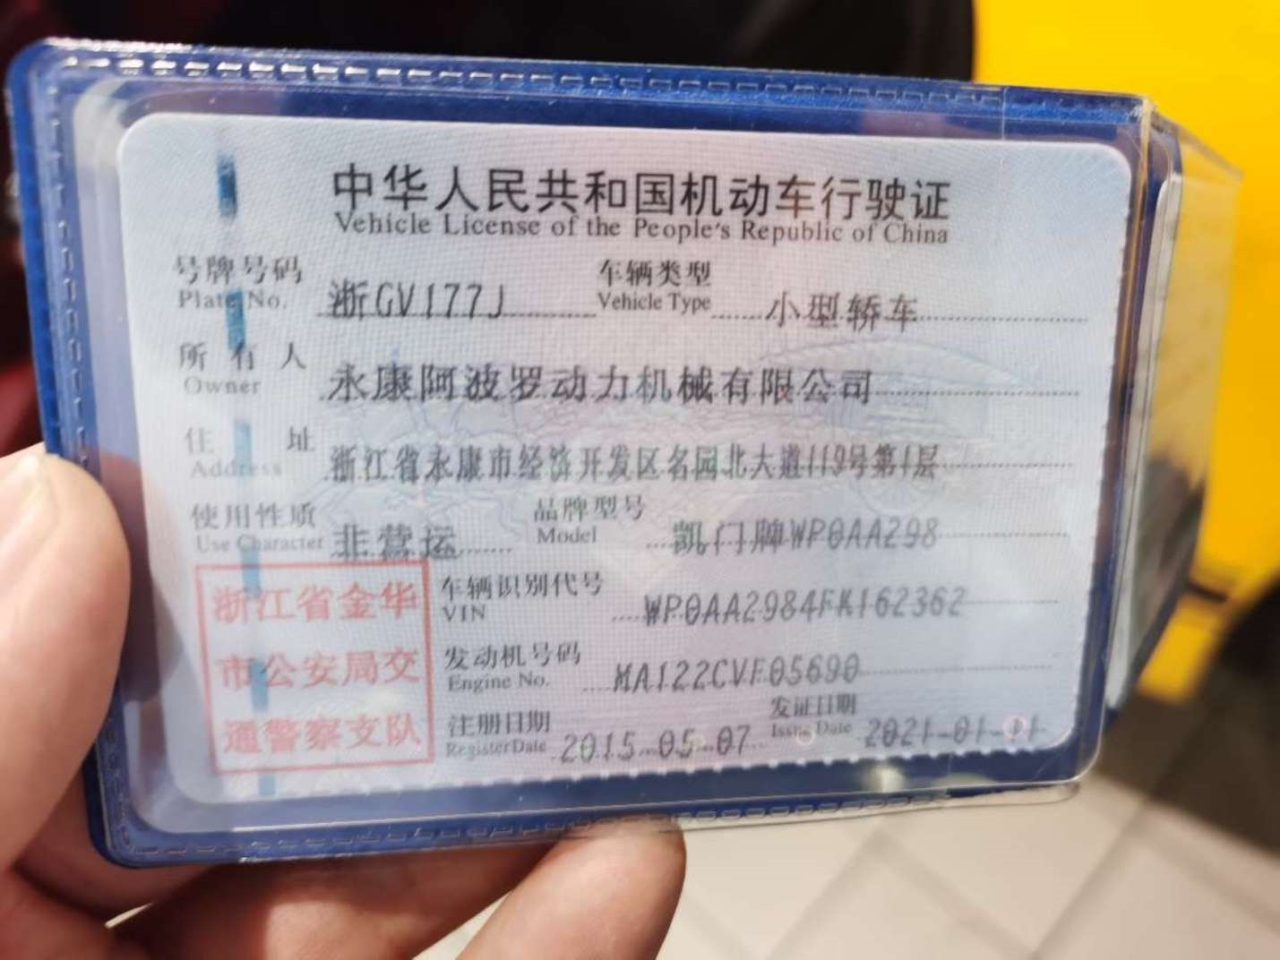 中华人民共和国机动车行驶证
Vehicle License of the People's Republic of China
号牌号码 浙GV177J 车辆类型 小型轿车
Plate No. Vehicle Type
所有人 永康阿波罗动力机械有限公司
Owner
住址 浙江省永康市经济开发区名园北大道119号第1层
Address
使用性质 非营运 品牌型号 凯门牌WP0AA298
Use Character Model
浙江省金华
市公安局交
通警察支队
车辆识别代号 WP0AA2984FK162362
VIN
发动机号码 MA122CVF05690
Engine No.
注册日期 2015-05-07 发证日期 2021-01-11
Register Date Issue Date